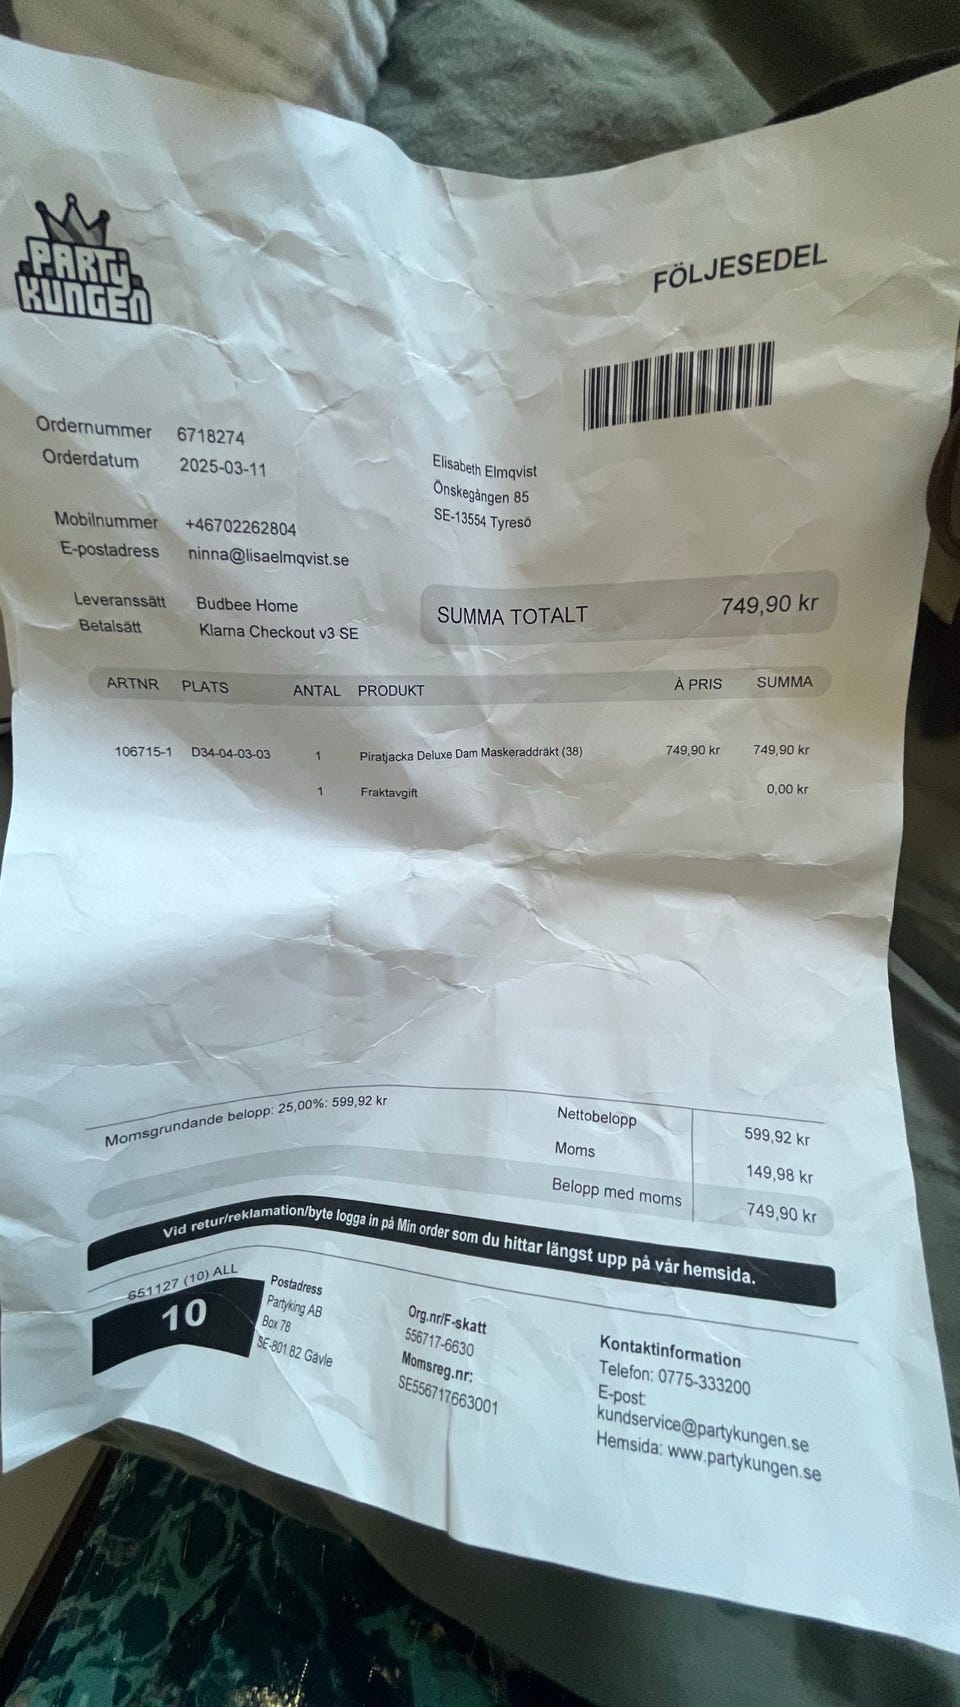 PARTY
KUNGEN
FÖLJESEDEL
Ordernummer 6718274
Orderdatum 2025-03-11
Mobilnummer +46702262804
E-postadress ninna@lisaelmqvist.se
Leveranssätt Budbee Home
Betalsätt Klarna Checkout v3 SE
Elisabeth Elmqvist
Önskegången 85
SE-13554 Tyresö
SUMMA TOTALT 749,90 kr
ARTNR PLATS ANTAL PRODUKT À PRIS SUMMA
106715-1 D34-04-03-03 1 Piratjacka Deluxe Dam Maskeraddräkt (38) 749,90 kr 749,90 kr
1 Fraktavgift 0,00 kr
Momsgrundande belopp: 25,00%: 599,92 kr
Nettobelopp 599,92 kr
Moms 149,98 kr
Belopp med moms 749,90 kr
Vid retur/reklamation/byte logga in på Min order som du hittar längst upp på vår hemsida.
651127 (10) ALL
10
Postadress
Partyking AB
Box 78
SE-801 82 Gävle
Org.nr/F-skatt
556717-6630
Momsreg.nr:
SE556717663001
Kontaktinformation
Telefon: 0775-333200
E-post:
kundservice@partykungen.se
Hemsida: www.partykungen.se